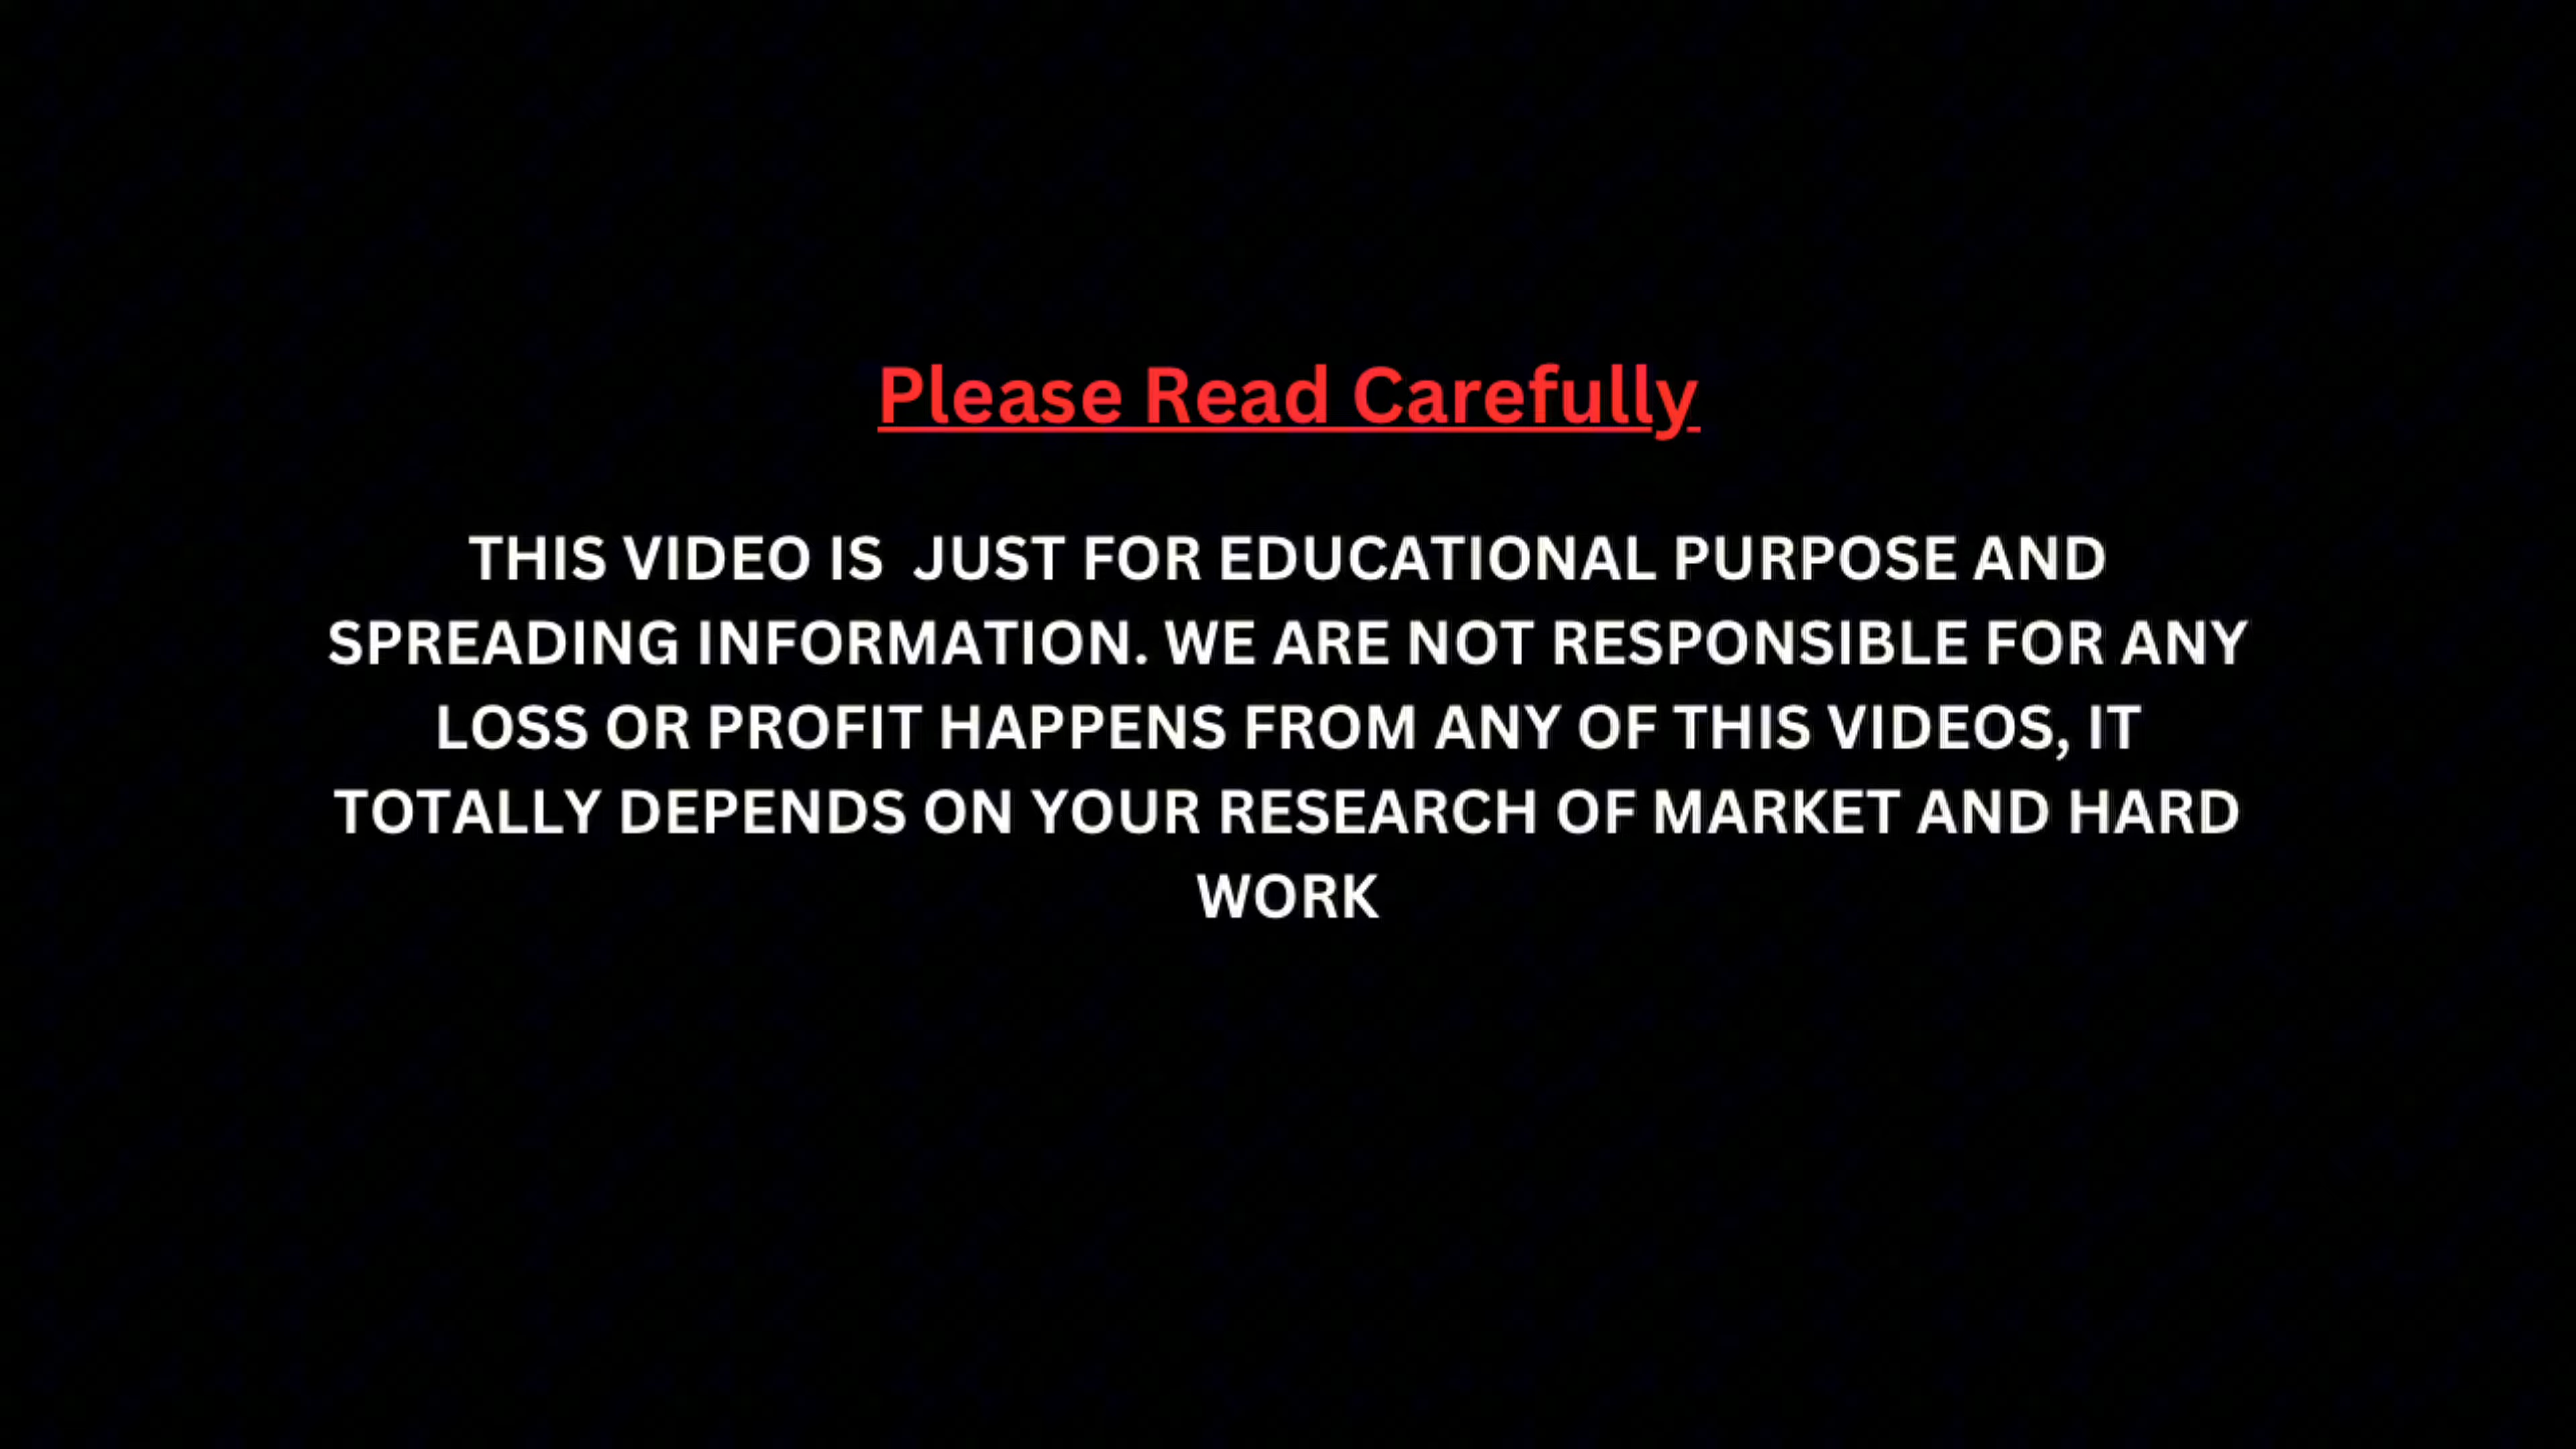 Please Read Carefully
THIS VIDEO IS  JUST FOR EDUCATIONAL PURPOSE AND
SPREADING INFORMATION. WE ARE NOT RESPONSIBLE FOR ANY
LOSS OR PROFIT HAPPENS FROM ANY OF THIS VIDEOS, IT
TOTALLY DEPENDS ON YOUR RESEARCH OF MARKET AND HARD
WORK